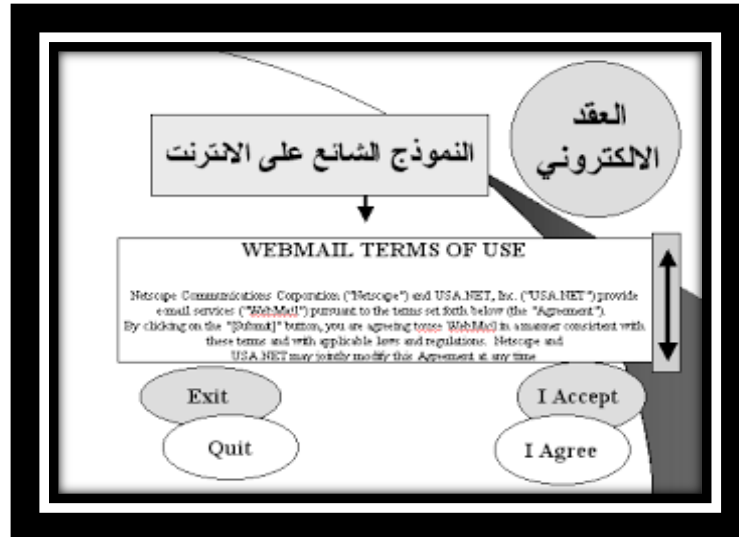 العقد
الالكتروني
النموذج الشائع على الانترنت
WEBMAIL TERMS OF USE
Netscape Communications Corporation ("Netscape") and USA.NET, Inc. ("USA.NET") provide
e-mail services ("WebMail") pursuant to the terms set forth below (the "Agreement").
By clicking on the "[Submit]" button, you are agreeing touse WebMail in a manner consistent with
these terms and with applicable laws and regulations. Netscape and
USA.NET may jointly modify this Agreement at any time
Exit
I Accept
Quit
I Agree